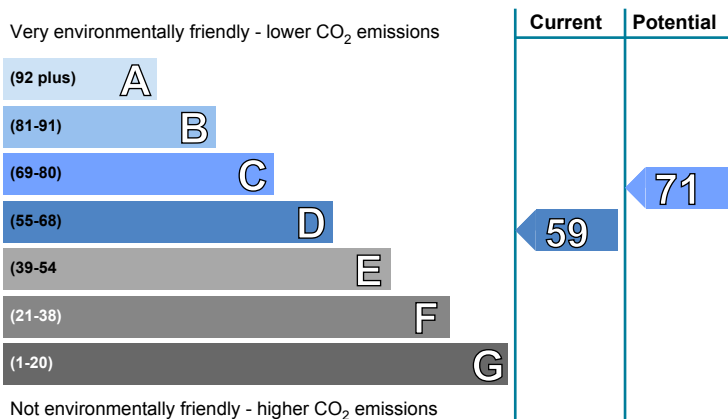 Current Potential
Very environmentally friendly - lower CO2 emissions
(92 plus) A
(81-91) B
(69-80) C
71
(55-68) D
59
(39-54 E
(21-38) F
(1-20) G
Not environmentally friendly - higher CO2 emissions